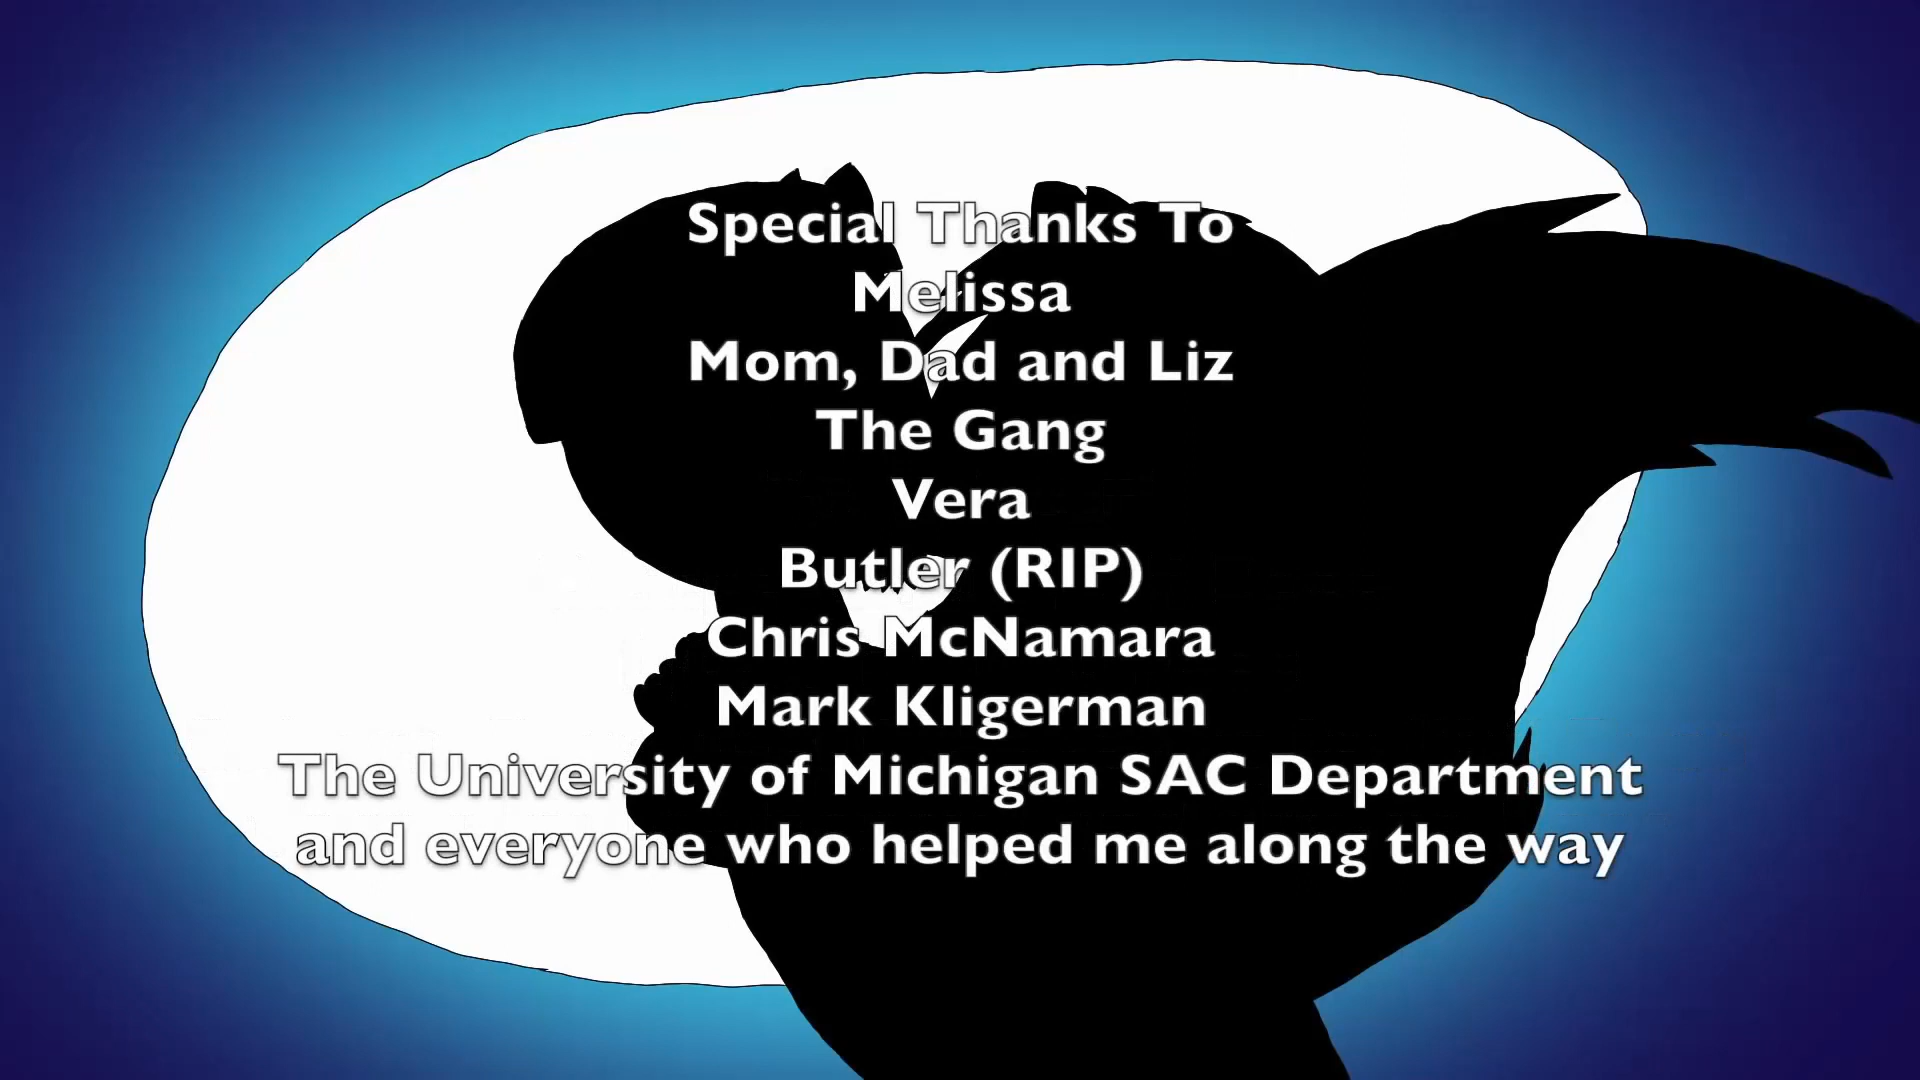 Special Thanks To
Melissa
Mom, Dad and Liz
The Gang
Vera
Butler (RIP)
Chris McNamara
Mark Kligerman
The University of Michigan SAC Department
and everyone who helped me along the way